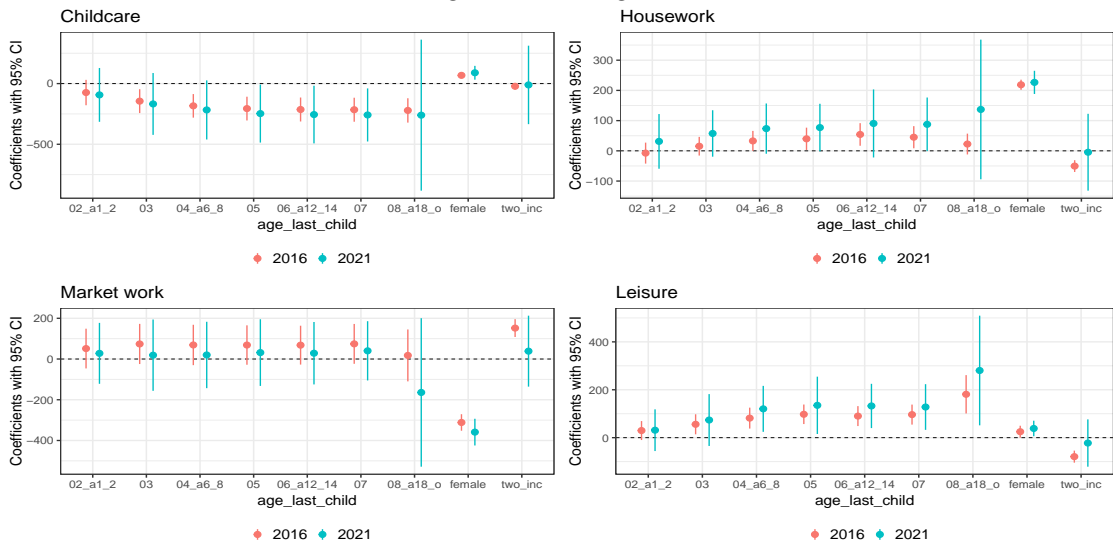 Childcare
Coefficients with 95% CI
0
−500
02_a1_2 03 04_a6_8 05 06_a12_14 07 08_a18_o female two_inc
age_last_child
2016 2021
Housework
Coefficients with 95% CI
300
200
100
0
−100
02_a1_2 03 04_a6_8 05 06_a12_14 07 08_a18_o female two_inc
age_last_child
2016 2021
Market work
Coefficients with 95% CI
200
0
−200
−400
02_a1_2 03 04_a6_8 05 06_a12_14 07 08_a18_o female two_inc
age_last_child
2016 2021
Leisure
Coefficients with 95% CI
400
200
0
02_a1_2 03 04_a6_8 05 06_a12_14 07 08_a18_o female two_inc
age_last_child
2016 2021